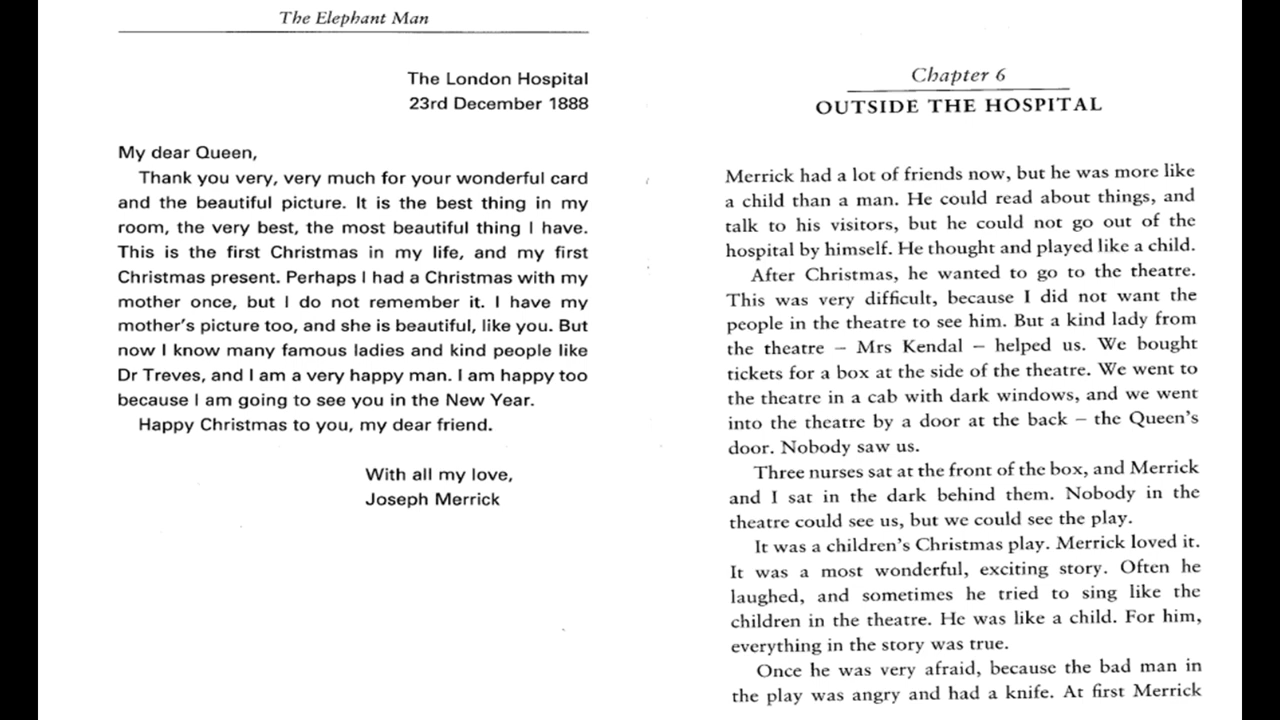 The Elephant Man
The London Hospital
23rd December 1888
My dear Queen,
Thank you very, very much for your wonderful card
and the beautiful picture. It is the best thing in my
room, the very best, the most beautiful thing I have.
This is the first Christmas in my life, and my first
Christmas present. Perhaps I had a Christmas with my
mother once, but I do not remember it. I have my
mother's picture too, and she is beautiful, like you. But
now I know many famous ladies and kind people like
Dr Treves, and I am a very happy man. I am happy too
because I am going to see you in the New Year.
Happy Christmas to you, my dear friend.
With all my love,
Joseph Merrick
Chapter 6
OUTSIDE THE HOSPITAL
Merrick had a lot of friends now, but he was more like
a child than a man. He could read about things, and
talk to his visitors, but he could not go out of the
hospital by himself. He thought and played like a child.
After Christmas, he wanted to go to the theatre.
This was very difficult, because I did not want the
people in the theatre to see him. But a kind lady from
the theatre – Mrs Kendal – helped us. We bought
tickets for a box at the side of the theatre. We went to
the theatre in a cab with dark windows, and we went
into the theatre by a door at the back – the Queen's
door. Nobody saw us.
Three nurses sat at the front of the box, and Merrick
and I sat in the dark behind them. Nobody in the
theatre could see us, but we could see the play.
It was a children's Christmas play. Merrick loved it.
It was a most wonderful, exciting story. Often he
laughed, and sometimes he tried to sing like the
children in the theatre. He was like a child. For him,
everything in the story was true.
Once he was very afraid, because the bad man in
the play was angry and had a knife. At first Merrick